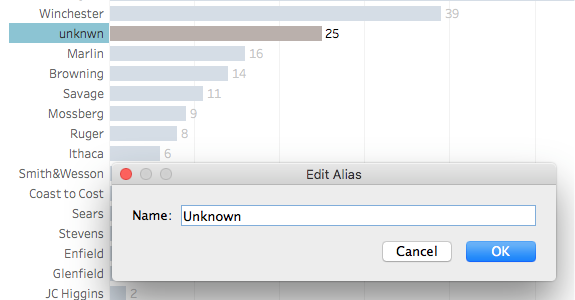 Winchester 39
unknwn 25
Marlin 16
Browning 14
Savage 11
Mossberg 9
Ruger 8
Ithaca 6
Smith&Wesson
Edit Alias
Coast to Cost
Name: Unknown
Sears
Stevens
Cancel OK
Enfield
Glenfield
JC Higgins 2